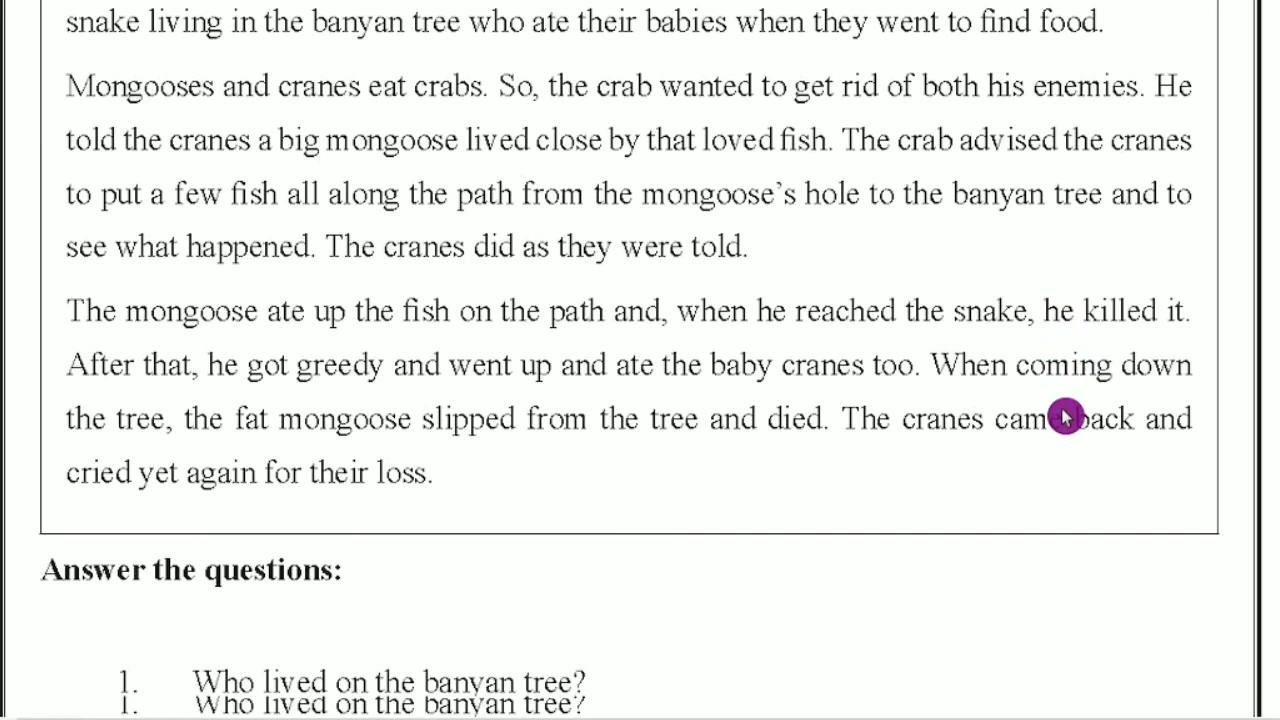 snake living in the banyan tree who ate their babies when they went to find food.
Mongooses and cranes eat crabs. So, the crab wanted to get rid of both his enemies. He
told the cranes a big mongoose lived close by that loved fish. The crab advised the cranes
to put a few fish all along the path from the mongoose’s hole to the banyan tree and to
see what happened. The cranes did as they were told.
The mongoose ate up the fish on the path and, when he reached the snake, he killed it.
After that, he got greedy and went up and ate the baby cranes too. When coming down
the tree, the fat mongoose slipped from the tree and died. The cranes came back and
cried yet again for their loss.
Answer the questions:
1. Who lived on the banyan tree?
1. Who lived on the banyan tree?